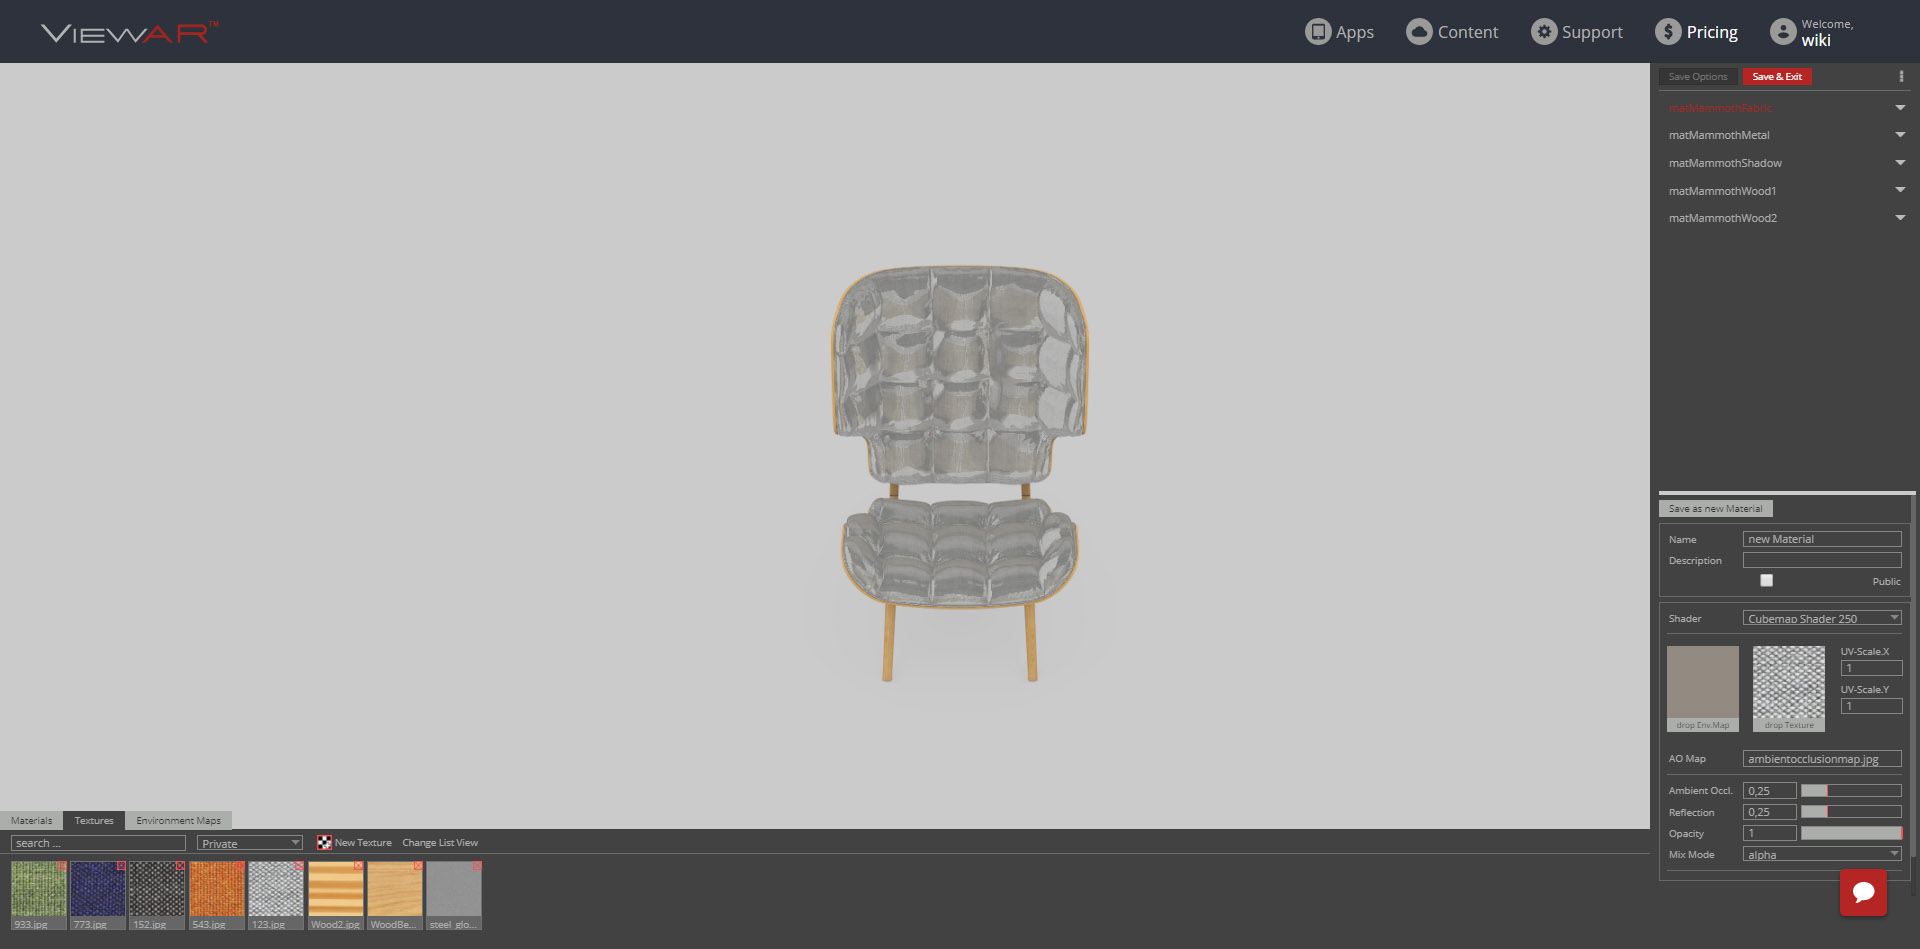 VIEWAR™
Apps
Content
Support
Pricing
Welcome,
wiki
Save Options
Save & Exit
matMammothFabric
matMammothMetal
matMammothShadow
matMammothWood1
matMammothWood2
Save as new Material
Name
new Material
Description
Public
Shader
Cubemap Shader 250
UV-Scale.X
1
UV-Scale.Y
1
drop Env.Map
drop Texture
AO Map
ambientocclusionmap.jpg
Ambient Occl.
0,25
Reflection
0,25
Opacity
1
Mix Mode
alpha
Materials
Textures
Environment Maps
search ...
Private
New Texture
Change List View
933.jpg
773.jpg
152.jpg
543.jpg
123.jpg
Wood2.jpg
WoodBe...
steel_glo...